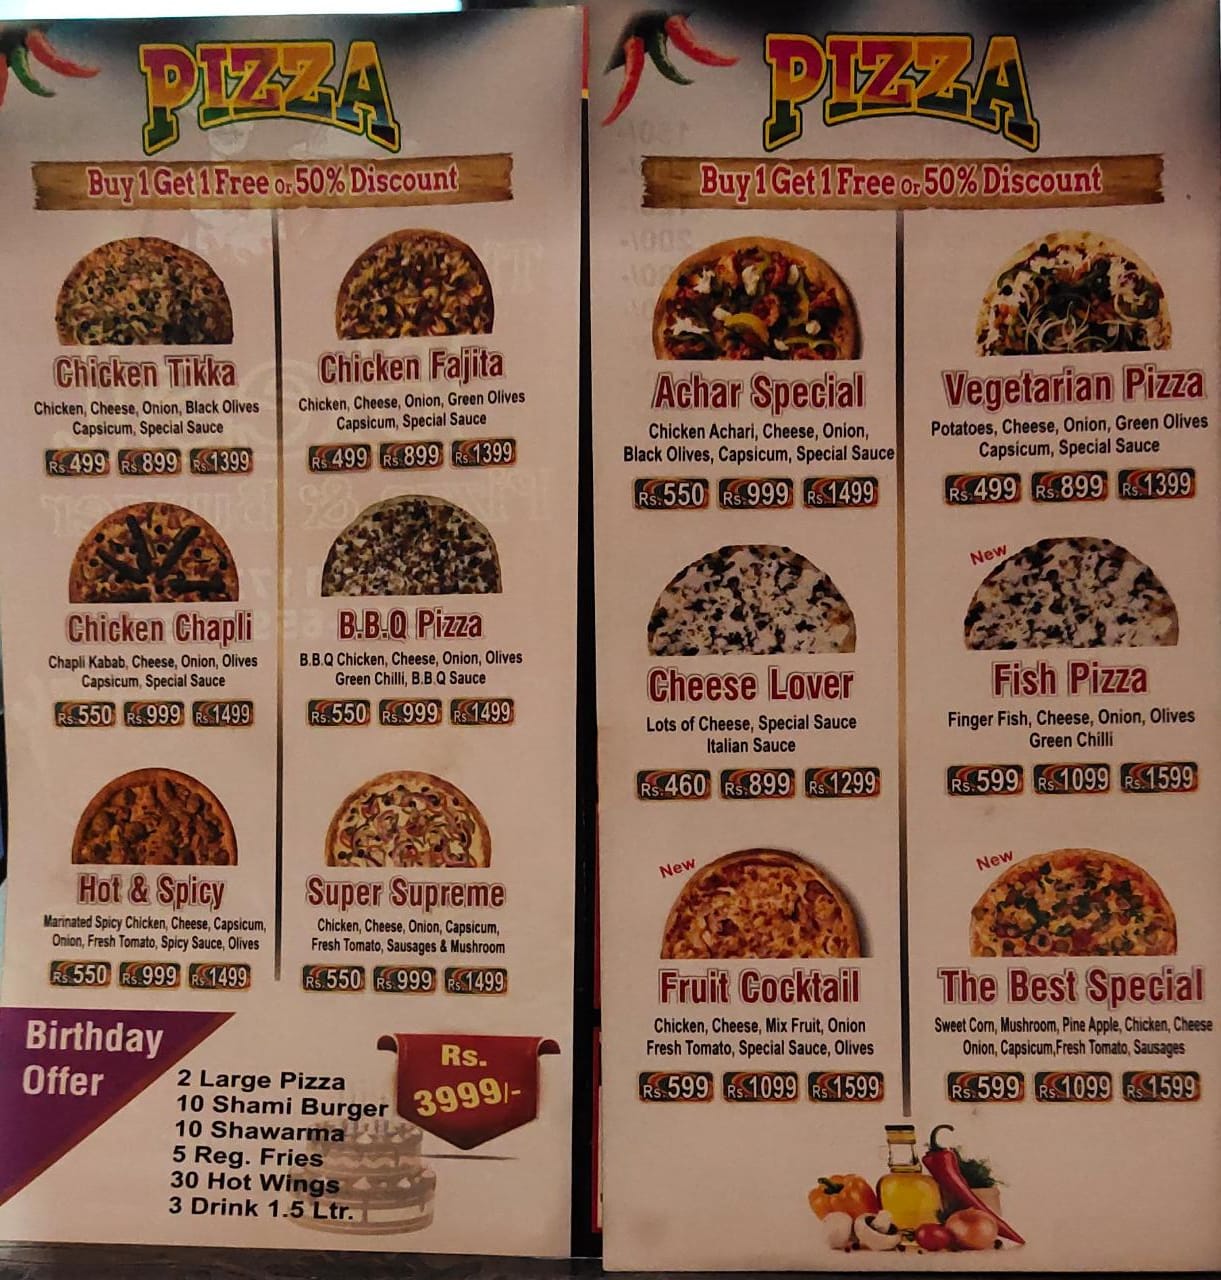 PIZZA
Buy 1 Get 1 Free Or 50% Discount
Chicken Tikka
Chicken, Cheese, Onion, Black Olives
Capsicum, Special Sauce
Rs.499 Rs.899 Rs.1399
Chicken Fajita
Chicken, Cheese, Onion, Green Olives
Capsicum, Special Sauce
Rs.499 Rs.899 Rs.1399
Chicken Chapli
Chapli Kabab, Cheese, Onion, Olives
Capsicum, Special Sauce
Rs.550 Rs.999 Rs.1499
B.B.Q Pizza
B.B.Q Chicken, Cheese, Onion, Olives
Green Chilli, B.B.Q Sauce
Rs.550 Rs.999 Rs.1499
Hot & Spicy
Marinated Spicy Chicken, Cheese, Capsicum,
Onion, Fresh Tomato, Spicy Sauce, Olives
Rs.550 Rs.999 Rs.1499
Super Supreme
Chicken, Cheese, Onion, Capsicum,
Fresh Tomato, Sausages & Mushroom
Rs.550 Rs.999 Rs.1499
Birthday
Offer
2 Large Pizza
10 Shami Burger
10 Shawarma
5 Reg. Fries
30 Hot Wings
3 Drink 1.5 Ltr.
Rs.
3999/-
PIZZA
Buy 1 Get 1 Free Or 50% Discount
Achar Special
Chicken Achari, Cheese, Onion,
Black Olives, Capsicum, Special Sauce
Rs.550 Rs.999 Rs.1499
Vegetarian Pizza
Potatoes, Cheese, Onion, Green Olives
Capsicum, Special Sauce
Rs.499 Rs.899 Rs.1399
Cheese Lover
Lots of Cheese, Special Sauce
Italian Sauce
Rs.460 Rs.899 Rs.1299
New
Fish Pizza
Finger Fish, Cheese, Onion, Olives
Green Chilli
Rs.599 Rs.1099 Rs.1599
New
Fruit Cocktail
Chicken, Cheese, Mix Fruit, Onion
Fresh Tomato, Special Sauce, Olives
Rs.599 Rs.1099 Rs.1599
New
The Best Special
Sweet Corn, Mushroom, Pine Apple, Chicken, Cheese
Onion, Capsicum,Fresh Tomato, Sausages
Rs.599 Rs.1099 Rs.1599